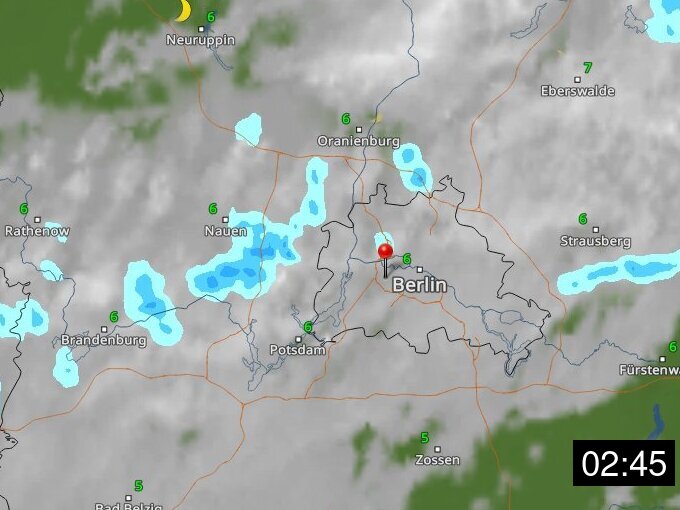 6
Neuruppin
7
Eberswalde
6
Oranienburg
6
Rathenow
6
Nauen
6
Strausberg
6
Berlin
6
Brandenburg
6
Potsdam
6
Fürstenwa
5
Zossen
02:45
5
Bad Belzig